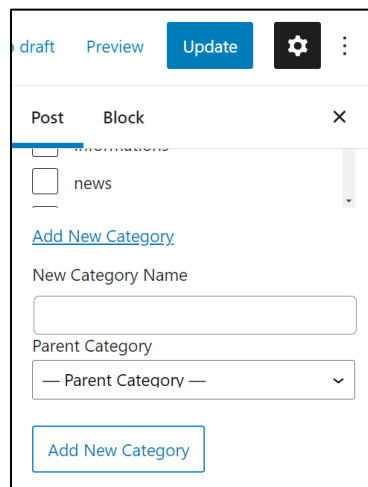 draft Preview Update
Post Block
informations
news
Add New Category
New Category Name
Parent Category
— Parent Category —
Add New Category